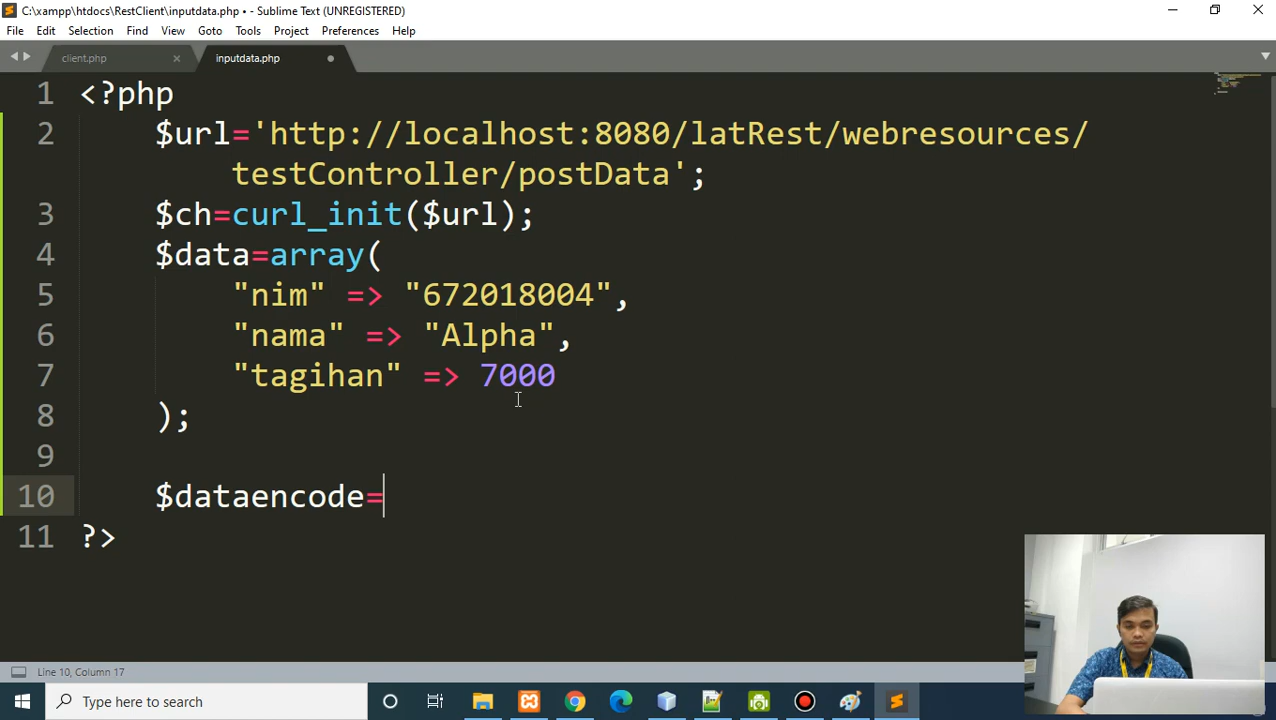 C:\xampp\htdocs\RestClient\inputdata.php • - Sublime Text (UNREGISTERED)
File Edit Selection Find View Goto Tools Project Preferences Help
client.php × inputdata.php
1 <?php
2 $url='http://localhost:8080/latRest/webresources/
testController/postData';
3 $ch=curl_init($url);
4 $data=array(
5 "nim" => "672018004",
6 "nama" => "Alpha",
7 "tagihan" => 7000
8 );
9
10 $dataencode=
11 ?>
Line 10, Column 17
Type here to search